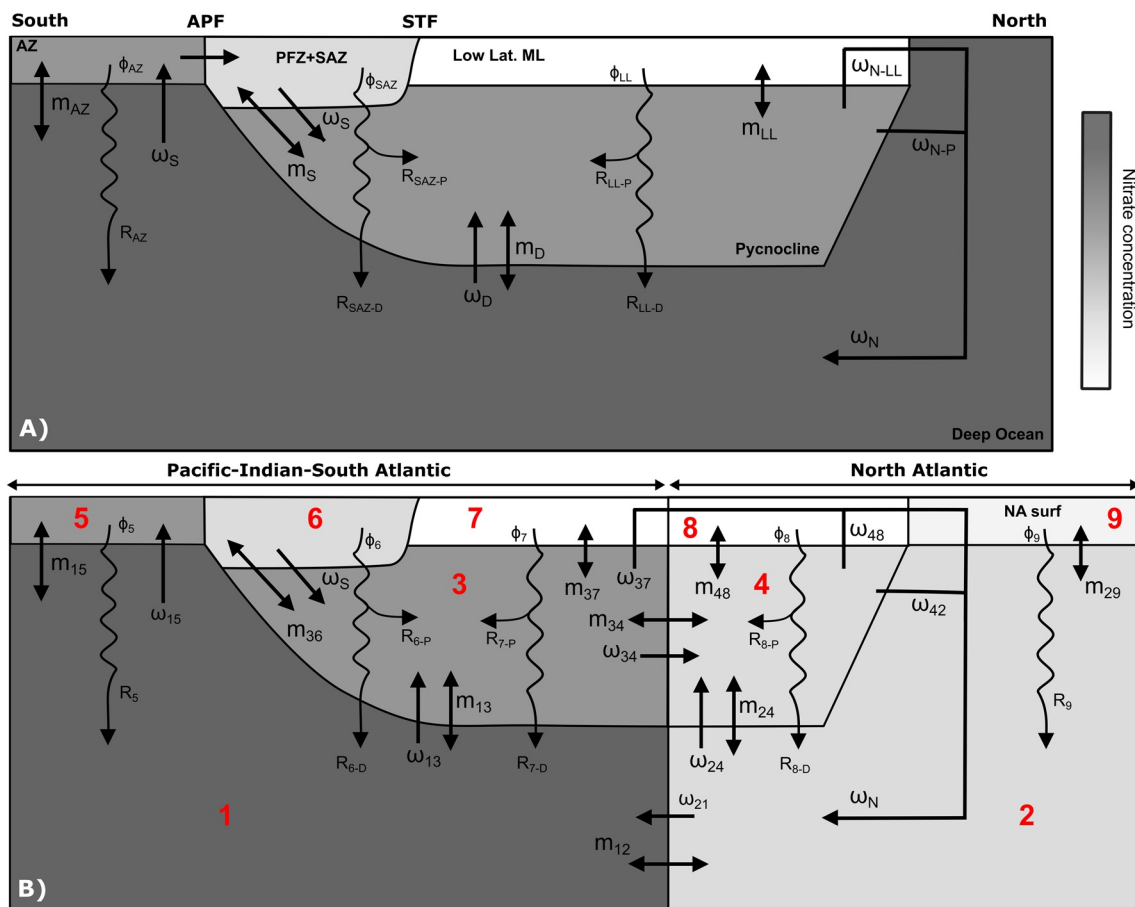 South APF STF North
AZ
PFZ+SAZ
Low Lat. ML
ϕAZ
ϕSAZ
ϕLL
ωN-LL
mAZ
ωS
ωS
mLL
mS
RSAZ-P
RLL-P
ωN-P
RAZ
mD
Pycnocline
ωD
RSAZ-D
RLL-D
ωN
A)
Deep Ocean
Nitrate concentration
Pacific-Indian-South Atlantic North Atlantic
5
6
7
8
NA surf
9
ϕ5
ϕ6
ϕ7
ϕ8
ω48
ϕ9
m15
ω15
ωS
m37
ω37
m48
m29
3
4
m36
R6-P
R7-P
m34
R8-P
ω42
ω34
R5
m13
m24
R9
R6-D
ω13
R7-D
ω24
R8-D
1
ω21
ωN
2
m12
B)